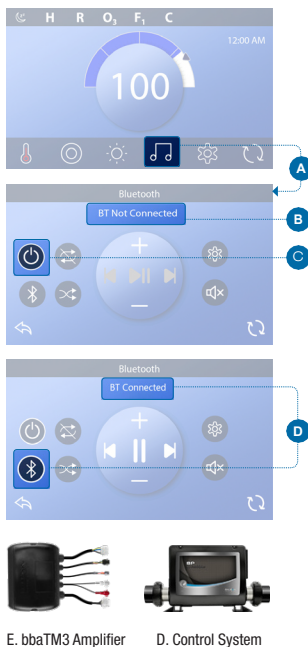 H R O₃ F₁ C
12:00 AM
100
A
Bluetooth
BT Not Connected
B
C
Bluetooth
BT Connected
D
E. bbaTM3 Amplifier
D. Control System